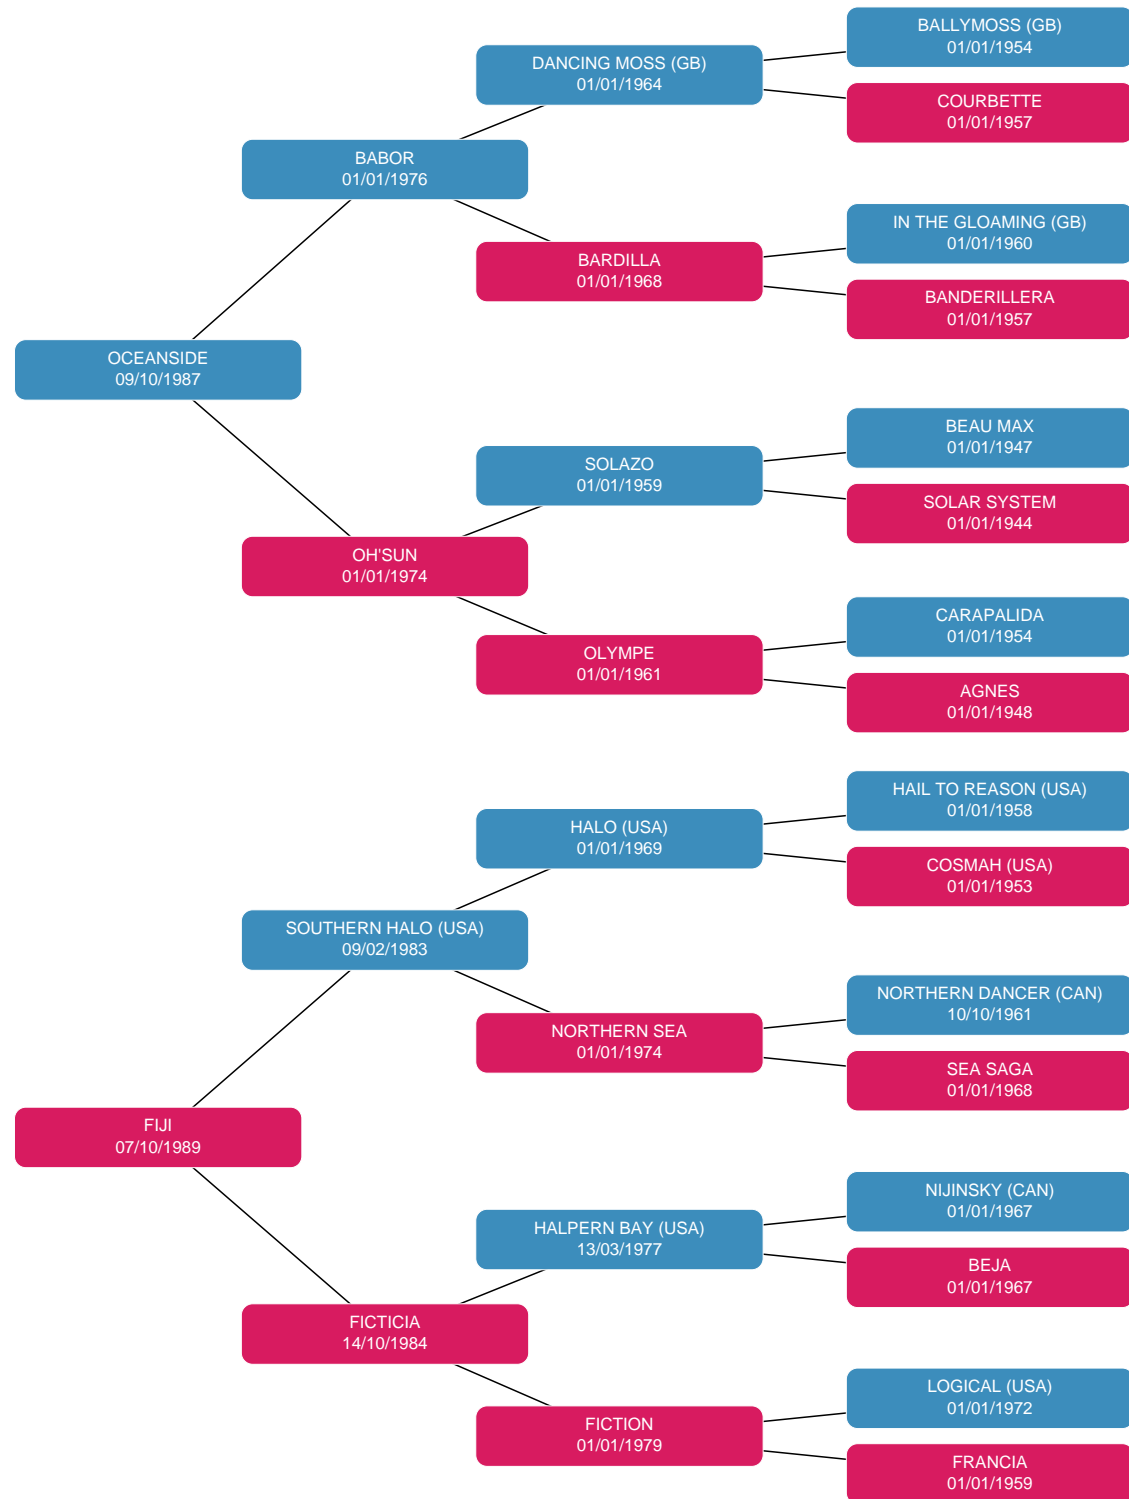 BALLYMOSS (GB)
01/01/1954
DANCING MOSS (GB)
01/01/1964
COURBETTE
01/01/1957
BABOR
01/01/1976
IN THE GLOAMING (GB)
01/01/1960
BARDILLA
01/01/1968
BANDERILLERA
01/01/1957
OCEANSIDE
09/10/1987
BEAU MAX
01/01/1947
SOLAZO
01/01/1959
SOLAR SYSTEM
01/01/1944
OH'SUN
01/01/1974
CARAPALIDA
01/01/1954
OLYMPE
01/01/1961
AGNES
01/01/1948
HAIL TO REASON (USA)
01/01/1958
HALO (USA)
01/01/1969
COSMAH (USA)
01/01/1953
SOUTHERN HALO (USA)
09/02/1983
NORTHERN DANCER (CAN)
10/10/1961
NORTHERN SEA
01/01/1974
SEA SAGA
01/01/1968
FIJI
07/10/1989
NIJINSKY (CAN)
01/01/1967
HALPERN BAY (USA)
13/03/1977
BEJA
01/01/1967
FICTICIA
14/10/1984
LOGICAL (USA)
01/01/1972
FICTION
01/01/1979
FRANCIA
01/01/1959